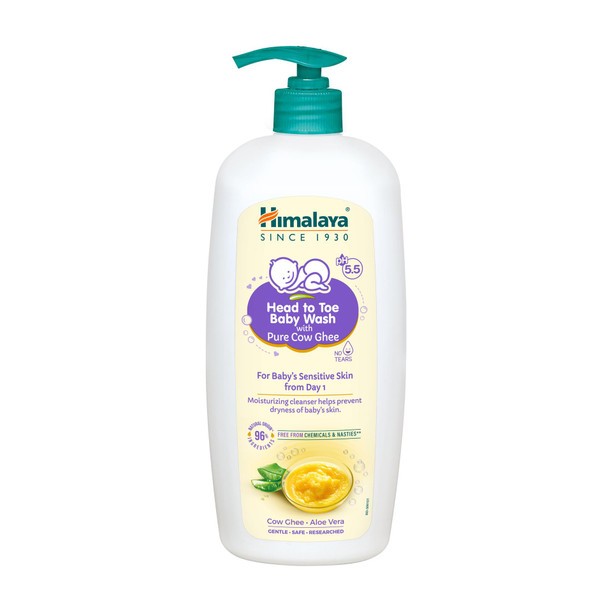 Himalaya®
SINCE 1930
pH
5.5
Head to Toe
Baby Wash
with
Pure Cow Ghee
NO
TEARS
For Baby's Sensitive Skin
from Day 1
Moisturizing cleanser helps prevent
dryness of baby's skin.
96%
INGREDIENTS
FREE FROM CHEMICALS & NASTIES**
Cow Ghee • Aloe Vera
GENTLE • SAFE • RESEARCHED